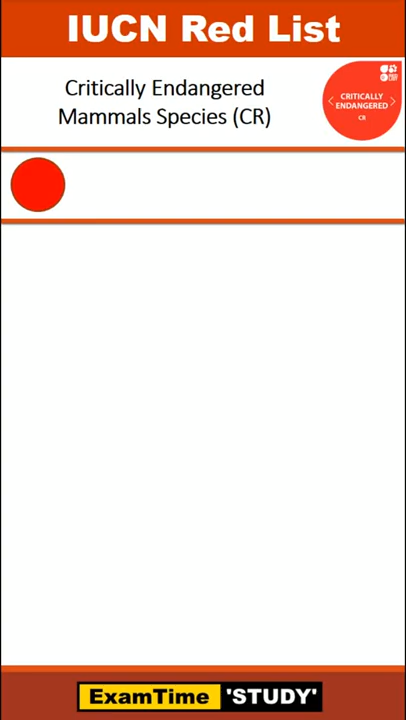 IUCN Red List
Critically Endangered
Mammals Species (CR)
CRITICALLY
ENDANGERED
CR
ExamTime 'STUDY'